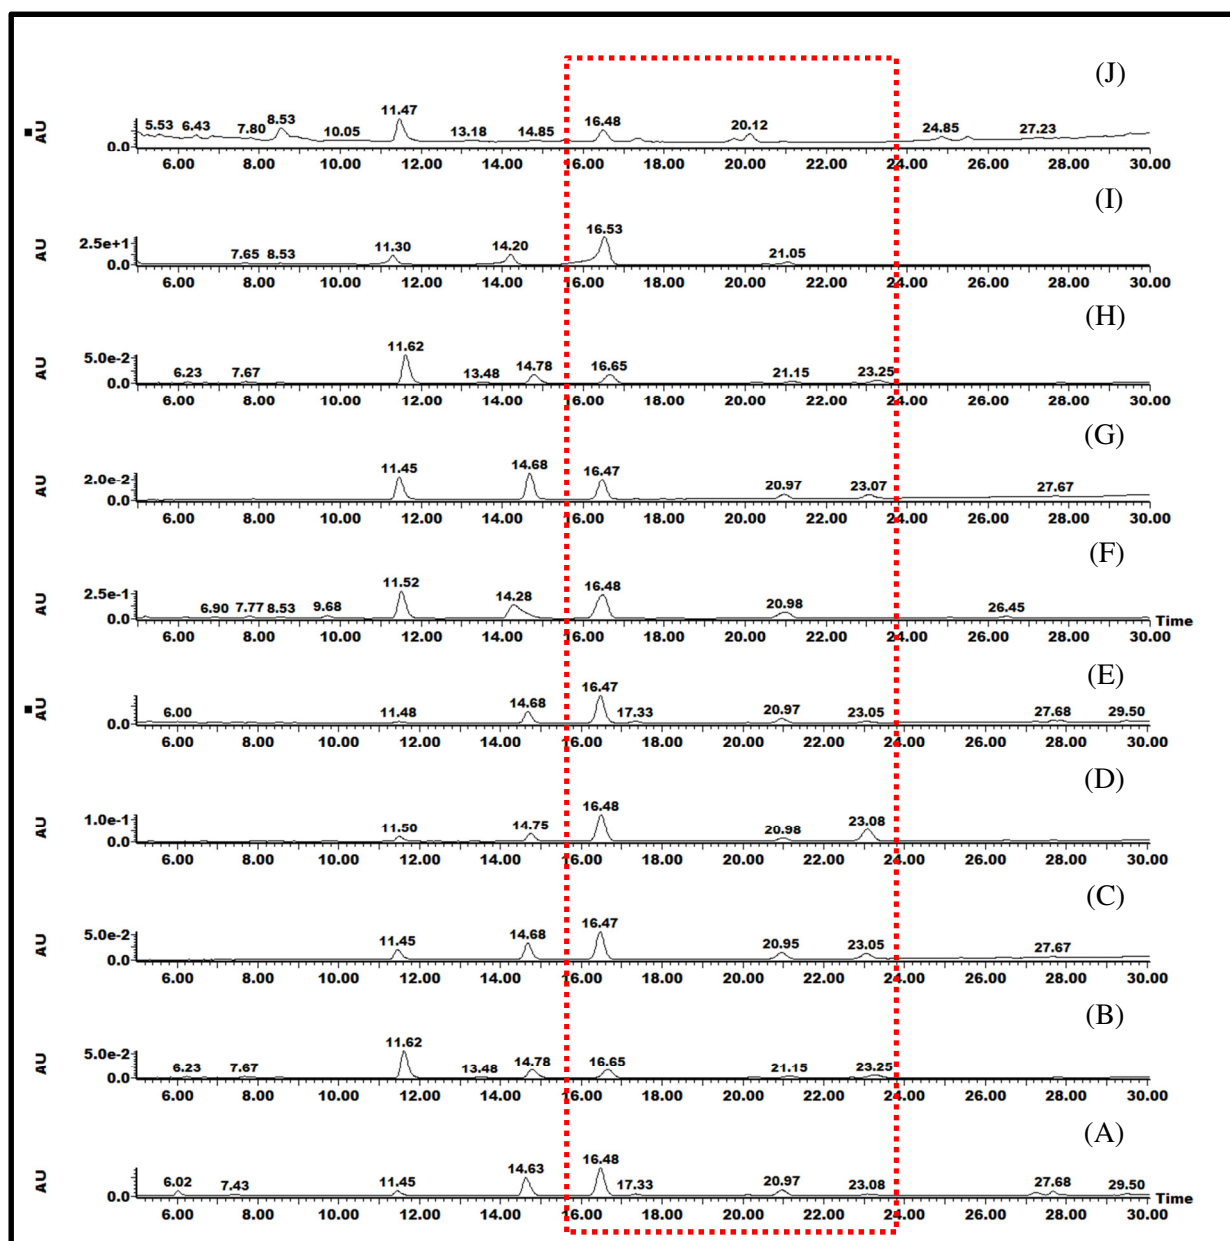 (J)
11.47
8.53
5.53 6.43 7.80 10.05 13.18 14.85 16.48 20.12 24.85 27.23
AU
0.0
6.00 8.00 10.00 12.00 14.00 16.00 18.00 20.00 22.00 24.00 26.00 28.00 30.00
(I)
16.53
2.5e+1
7.65 8.53 11.30 14.20 21.05
AU
0.0
6.00 8.00 10.00 12.00 14.00 16.00 18.00 20.00 22.00 24.00 26.00 28.00 30.00
(H)
11.62
5.0e-2
6.23 7.67 13.48 14.78 16.65 21.15 23.25
AU
0.0
6.00 8.00 10.00 12.00 14.00 16.00 18.00 20.00 22.00 24.00 26.00 28.00 30.00
(G)
11.45 14.68 16.47
2.0e-2
20.97 23.07 27.67
AU
0.0
6.00 8.00 10.00 12.00 14.00 16.00 18.00 20.00 22.00 24.00 26.00 28.00 30.00
(F)
11.52 14.28 16.48
2.5e-1
6.90 7.77 8.53 9.68 20.98 26.45
AU
0.0
Time
6.00 8.00 10.00 12.00 14.00 16.00 18.00 20.00 22.00 24.00 26.00 28.00 30.00
(E)
16.47
6.00 11.48 14.68 17.33 20.97 23.05 27.68 29.50
AU
0.0
6.00 8.00 10.00 12.00 14.00 16.00 18.00 20.00 22.00 24.00 26.00 28.00 30.00
(D)
16.48
1.0e-1
11.50 14.75 20.98 23.08
AU
0.0
6.00 8.00 10.00 12.00 14.00 16.00 18.00 20.00 22.00 24.00 26.00 28.00 30.00
(C)
16.47
5.0e-2
11.45 14.68 20.95 23.05 27.67
AU
0.0
6.00 8.00 10.00 12.00 14.00 16.00 18.00 20.00 22.00 24.00 26.00 28.00 30.00
(B)
11.62
5.0e-2
6.23 7.67 13.48 14.78 16.65 21.15 23.25
AU
0.0
6.00 8.00 10.00 12.00 14.00 16.00 18.00 20.00 22.00 24.00 26.00 28.00 30.00
(A)
14.63 16.48
6.02 7.43 11.45 17.33 20.97 23.08 27.68 29.50
AU
0.0
Time
6.00 8.00 10.00 12.00 14.00 16.00 18.00 20.00 22.00 24.00 26.00 28.00 30.00